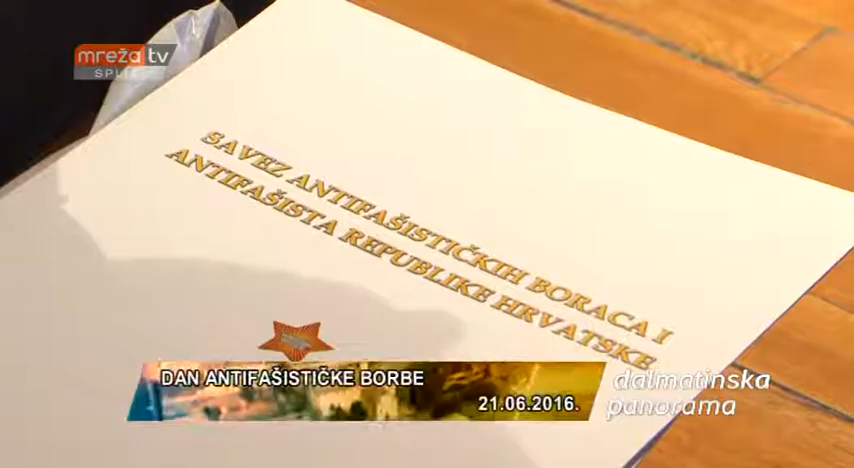 mreža tv
SPLIT
SAVEZ ANTIFAŠISTIČKIH BORACA I
ANTIFAŠISTA REPUBLIKE HRVATSKE
DAN ANTIFAŠISTIČKE BORBE
21.06.2016.
dalmatinska
panorama